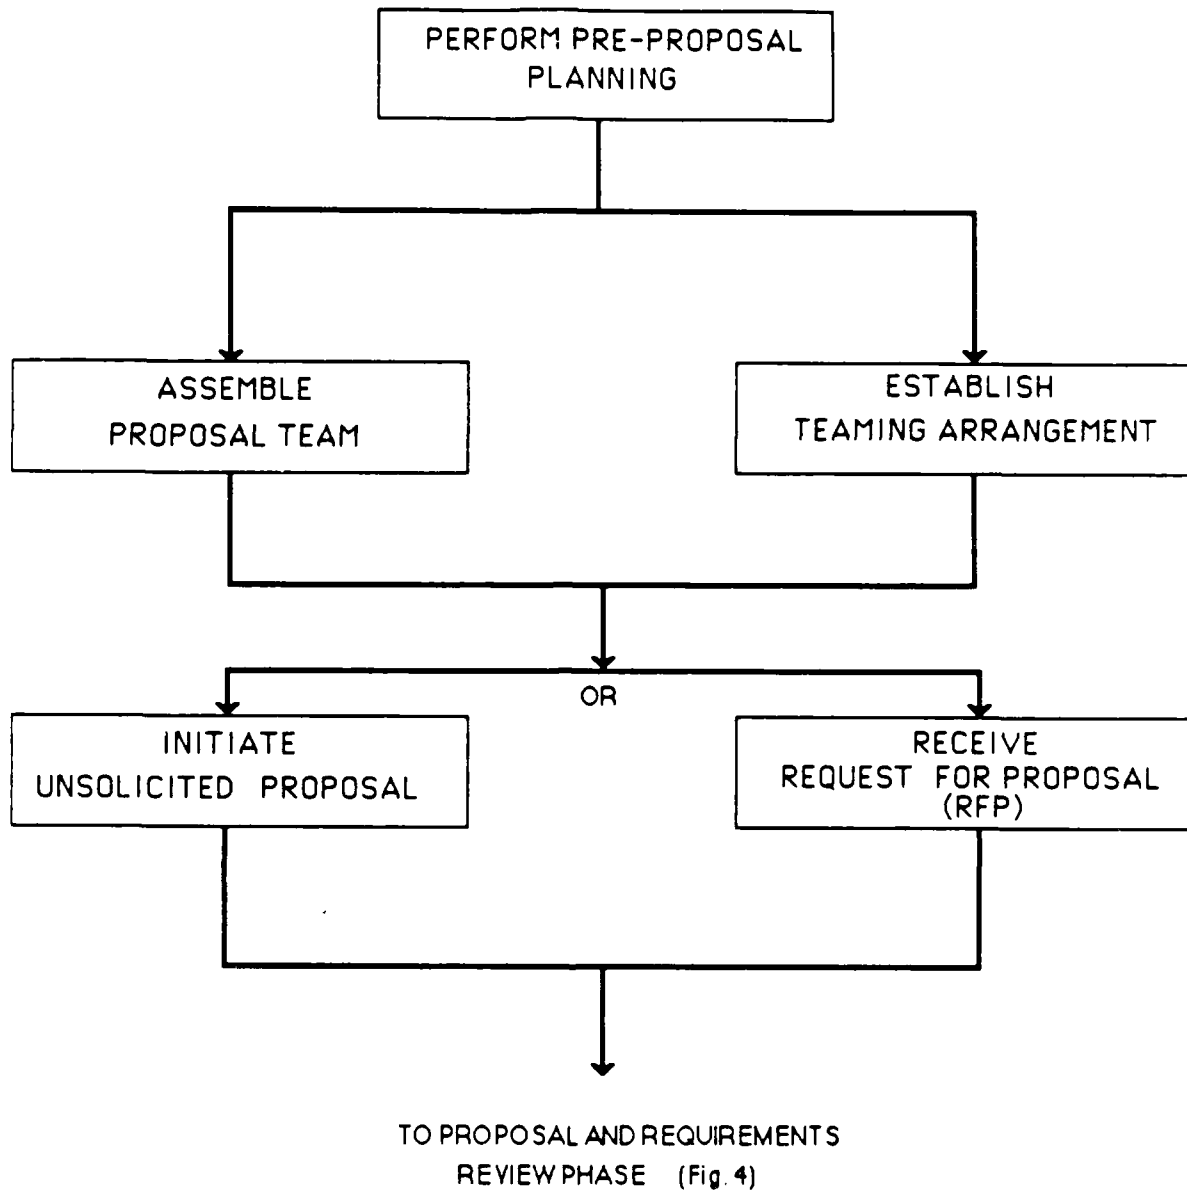 PERFORM PRE-PROPOSAL
PLANNING
ASSEMBLE
PROPOSAL TEAM
ESTABLISH
TEAMING ARRANGEMENT
OR
INITIATE
UNSOLICITED PROPOSAL
RECEIVE
REQUEST FOR PROPOSAL
(RFP)
TO PROPOSAL AND REQUIREMENTS
REVIEW PHASE (Fig. 4)